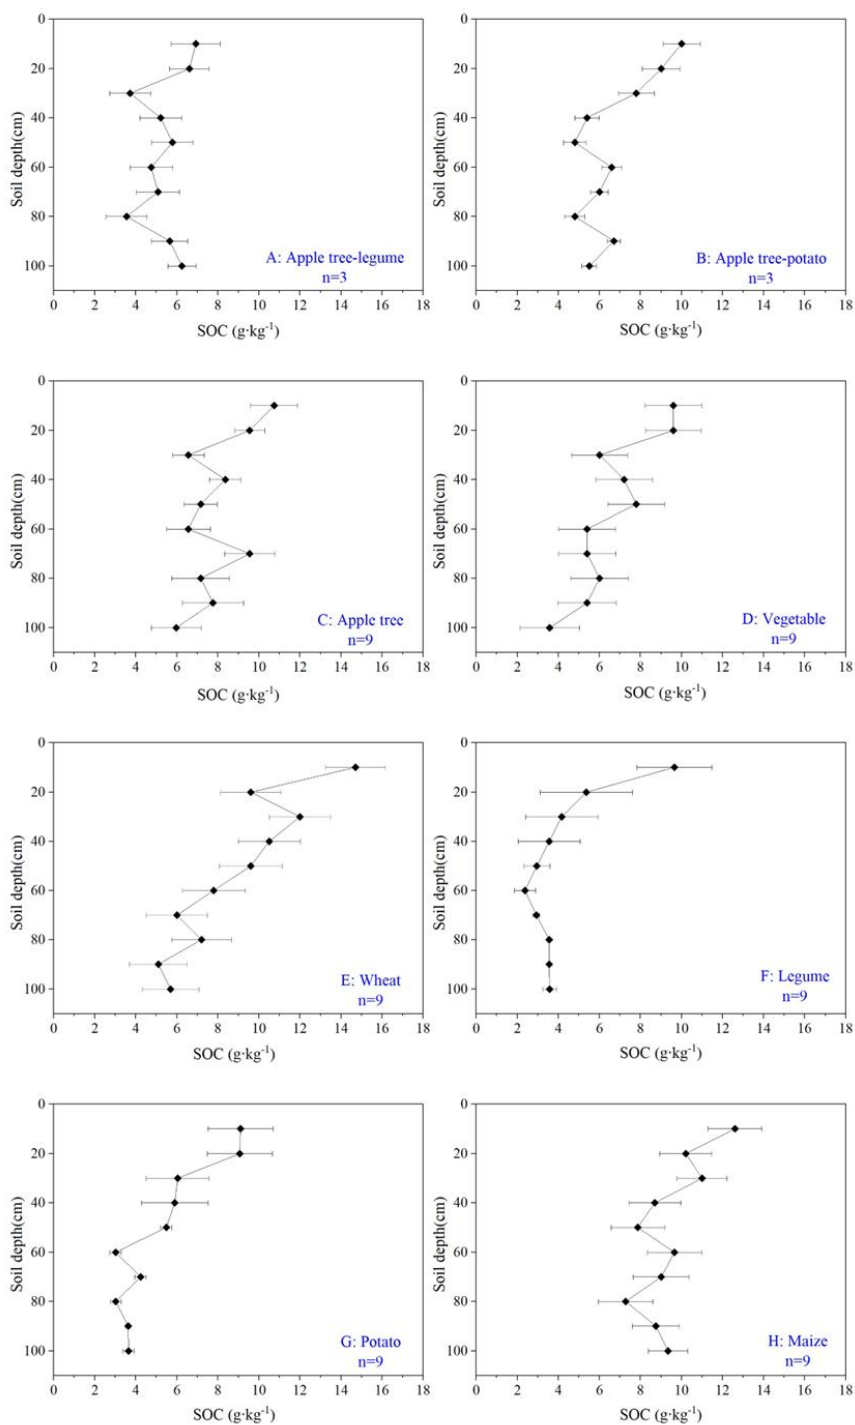 0
20
40
60
80
100
Soil depth(cm)
A: Apple tree-legume
n=3
0 2 4 6 8 10 12 14 16 18
SOC (g·kg⁻¹)
0
20
40
60
80
100
Soil depth(cm)
B: Apple tree-potato
n=3
0 2 4 6 8 10 12 14 16 18
SOC (g·kg⁻¹)
0
20
40
60
80
100
Soil depth(cm)
C: Apple tree
n=9
0 2 4 6 8 10 12 14 16 18
SOC (g·kg⁻¹)
0
20
40
60
80
100
Soil depth(cm)
D: Vegetable
n=9
0 2 4 6 8 10 12 14 16 18
SOC (g·kg⁻¹)
0
20
40
60
80
100
Soil depth(cm)
E: Wheat
n=9
0 2 4 6 8 10 12 14 16 18
SOC (g·kg⁻¹)
0
20
40
60
80
100
Soil depth(cm)
F: Legume
n=9
0 2 4 6 8 10 12 14 16 18
SOC (g·kg⁻¹)
0
20
40
60
80
100
Soil depth(cm)
G: Potato
n=9
0 2 4 6 8 10 12 14 16 18
SOC (g·kg⁻¹)
0
20
40
60
80
100
Soil depth(cm)
H: Maize
n=9
0 2 4 6 8 10 12 14 16 18
SOC (g·kg⁻¹)